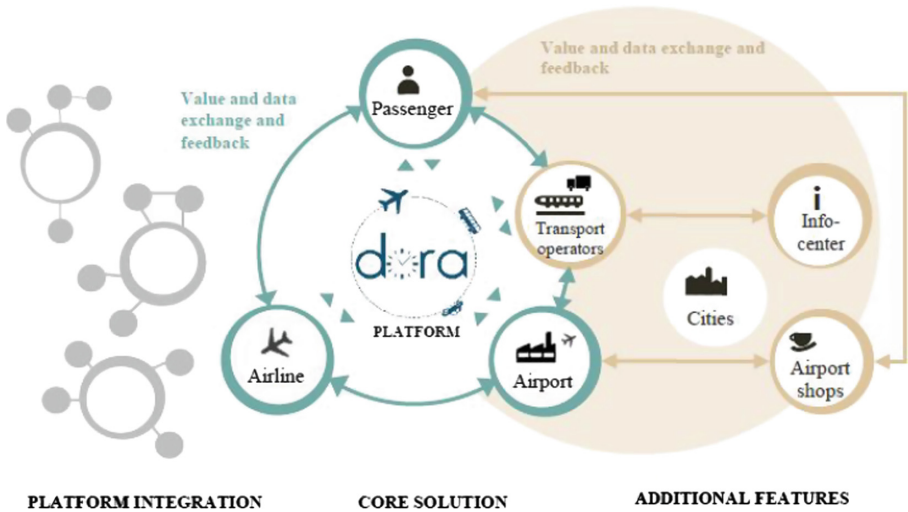 Value and data exchange and
feedback
Value and data
exchange and
feedback
Passenger
Transport
operators
i
Info-
center
dora
PLATFORM
Cities
Airline
Airport
Airport
shops
PLATFORM INTEGRATION
CORE SOLUTION
ADDITIONAL FEATURES